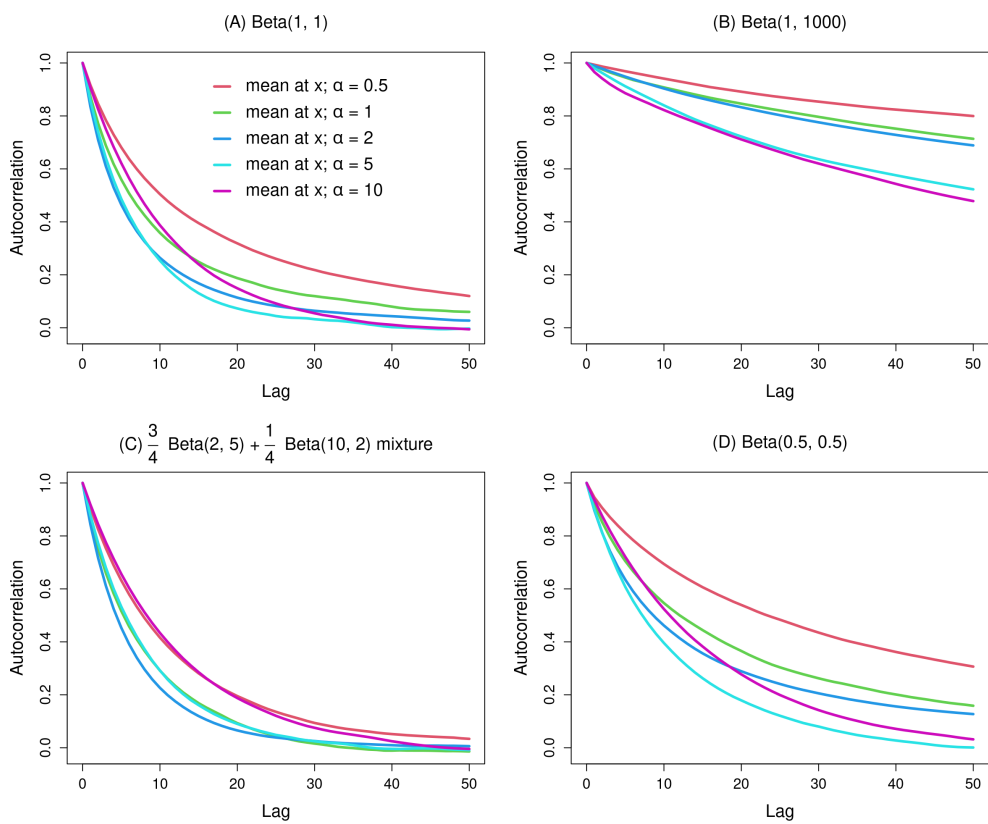 (A) Beta(1, 1)
Autocorrelation
1.0
0.8
0.6
0.4
0.2
0.0
mean at x; α = 0.5
mean at x; α = 1
mean at x; α = 2
mean at x; α = 5
mean at x; α = 10
0 10 20 30 40 50
Lag
(B) Beta(1, 1000)
Autocorrelation
1.0
0.8
0.6
0.4
0.2
0.0
0 10 20 30 40 50
Lag
(C) 3/4 Beta(2, 5) + 1/4 Beta(10, 2) mixture
Autocorrelation
1.0
0.8
0.6
0.4
0.2
0.0
0 10 20 30 40 50
Lag
(D) Beta(0.5, 0.5)
Autocorrelation
1.0
0.8
0.6
0.4
0.2
0.0
0 10 20 30 40 50
Lag